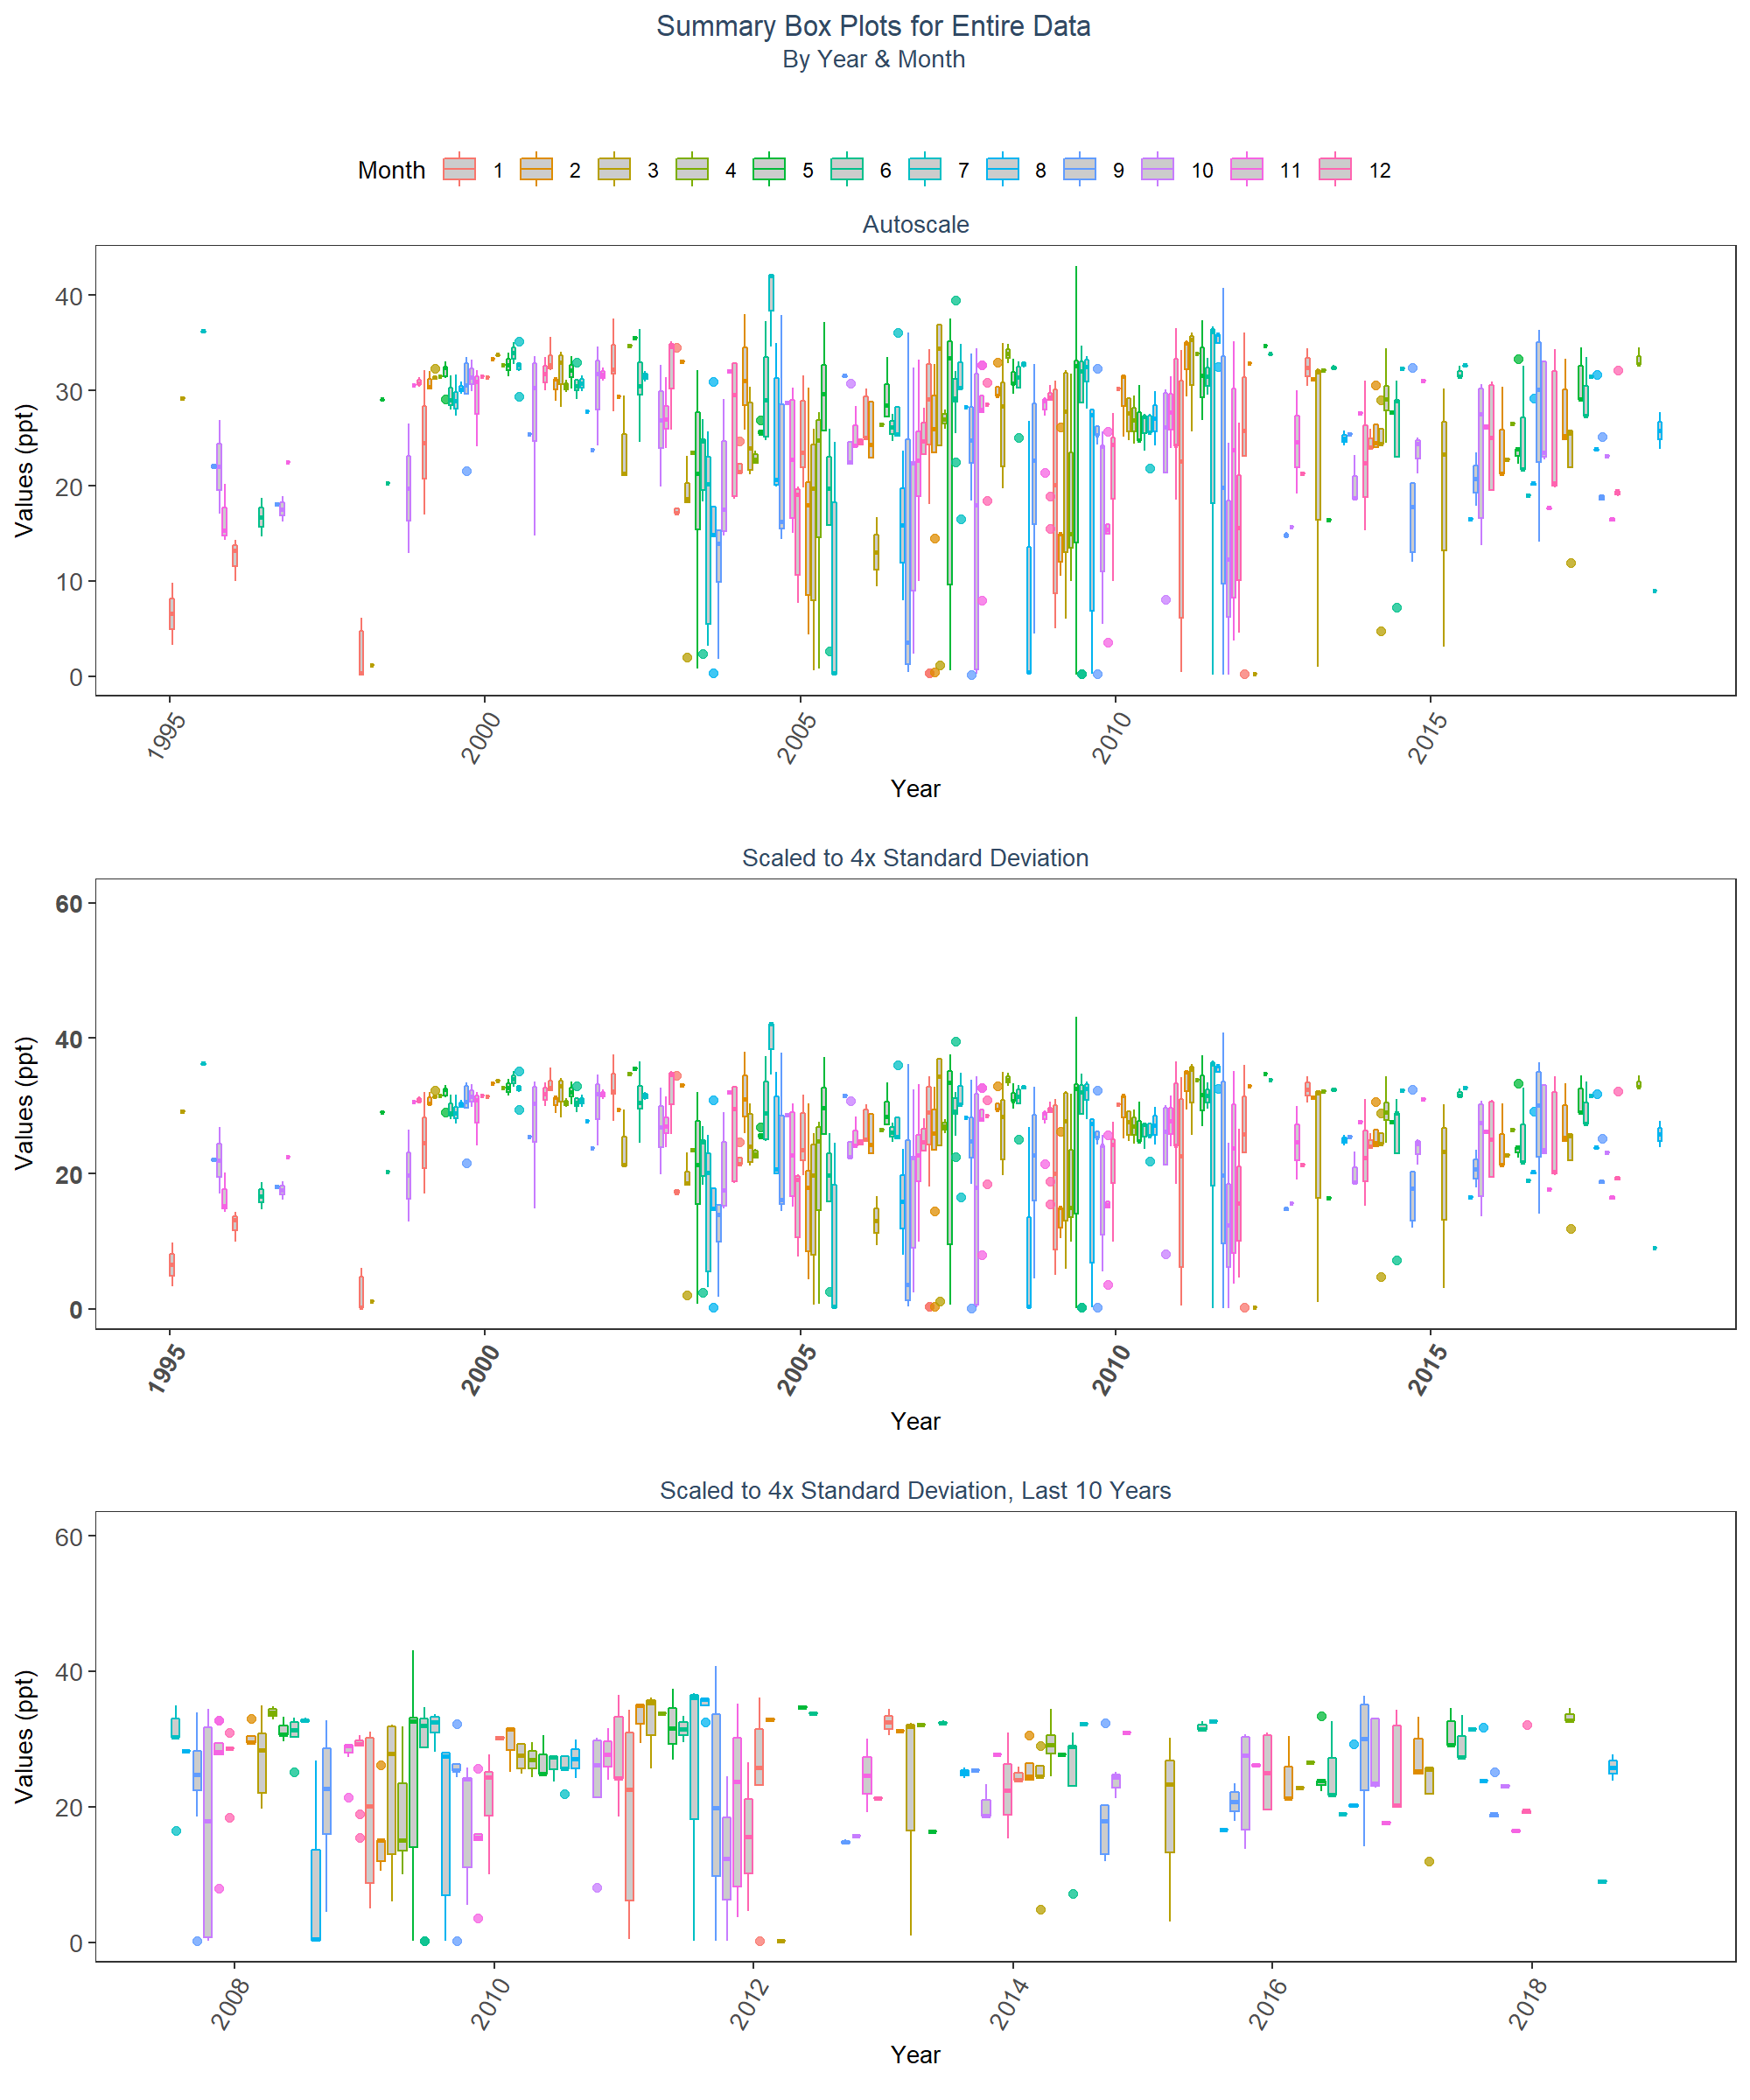 Summary Box Plots for Entire Data
By Year & Month
Month 1 2 3 4 5 6 7 8 9 10 11 12
Autoscale
Values (ppt)
40
30
20
10
0
1995 2000 2005 2010 2015
Year
Scaled to 4x Standard Deviation
Values (ppt)
60
40
20
0
1995 2000 2005 2010 2015
Year
Scaled to 4x Standard Deviation, Last 10 Years
Values (ppt)
60
40
20
0
2008 2010 2012 2014 2016 2018
Year